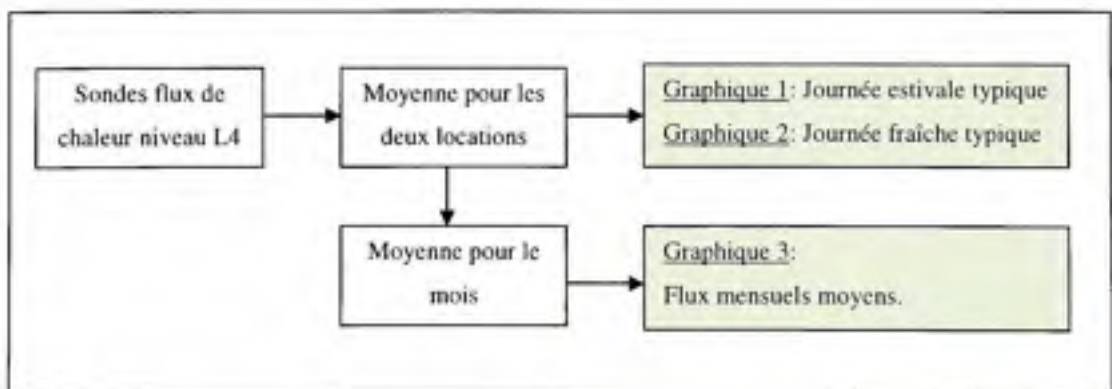 Sondes flux de
chaleur niveau L4
Moyenne pour les
deux locations
Graphique 1: Journée estivale typique
Graphique 2: Journée fraîche typique
Moyenne pour le
mois
Graphique 3:
Flux mensuels moyens.